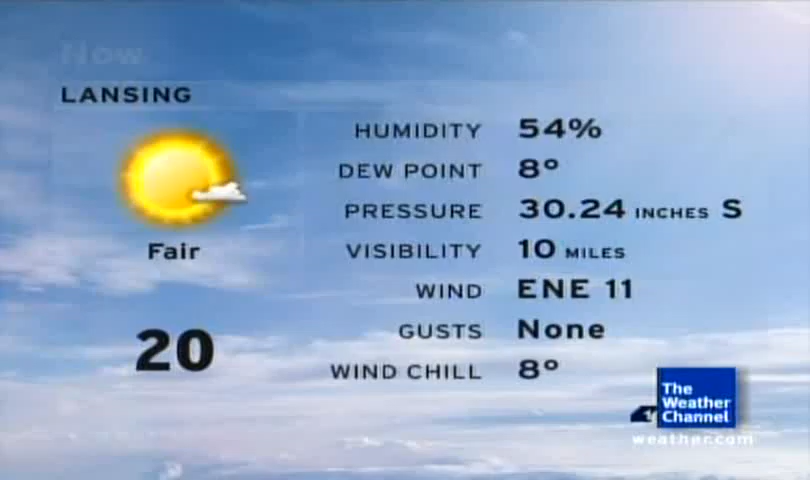 Now
LANSING
Fair
20
HUMIDITY 54%
DEW POINT 8°
PRESSURE 30.24 INCHES S
VISIBILITY 10 MILES
WIND ENE 11
GUSTS None
WIND CHILL 8°
The
Weather
Channel
weather.com